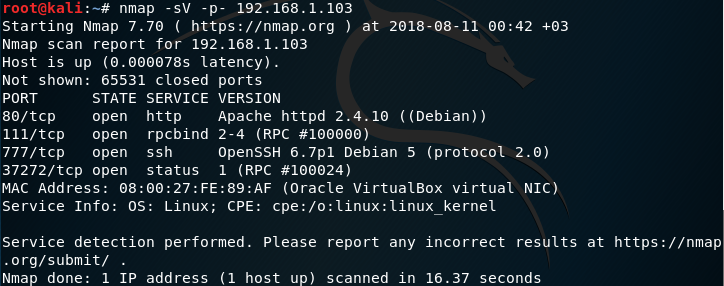 root@kali:~# nmap -sV -p- 192.168.1.103
Starting Nmap 7.70 ( https://nmap.org ) at 2018-08-11 00:42 +03
Nmap scan report for 192.168.1.103
Host is up (0.000078s latency).
Not shown: 65531 closed ports
PORT      STATE SERVICE VERSION
80/tcp    open  http    Apache httpd 2.4.10 ((Debian))
111/tcp   open  rpcbind 2-4 (RPC #100000)
777/tcp   open  ssh     OpenSSH 6.7p1 Debian 5 (protocol 2.0)
37272/tcp open  status  1 (RPC #100024)
MAC Address: 08:00:27:FE:89:AF (Oracle VirtualBox virtual NIC)
Service Info: OS: Linux; CPE: cpe:/o:linux:linux_kernel

Service detection performed. Please report any incorrect results at https://nmap
.org/submit/ .
Nmap done: 1 IP address (1 host up) scanned in 16.37 seconds